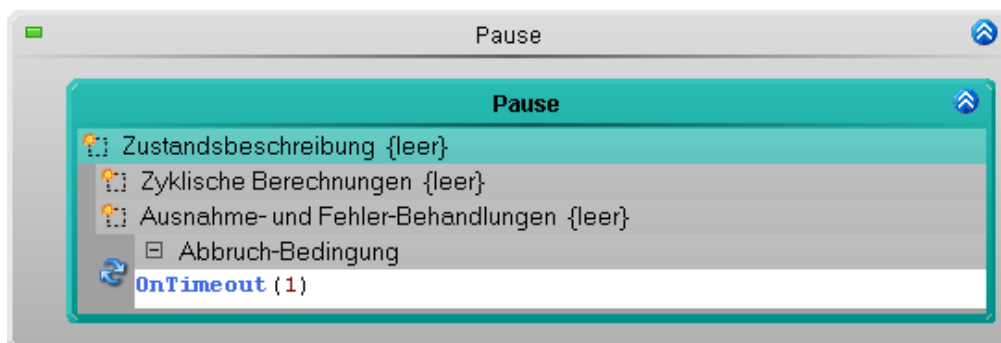 Pause
Pause
Zustandsbeschreibung {leer}
Zyklische Berechnungen {leer}
Ausnahme- und Fehler-Behandlungen {leer}
Abbruch-Bedingung
OnTimeout(1)